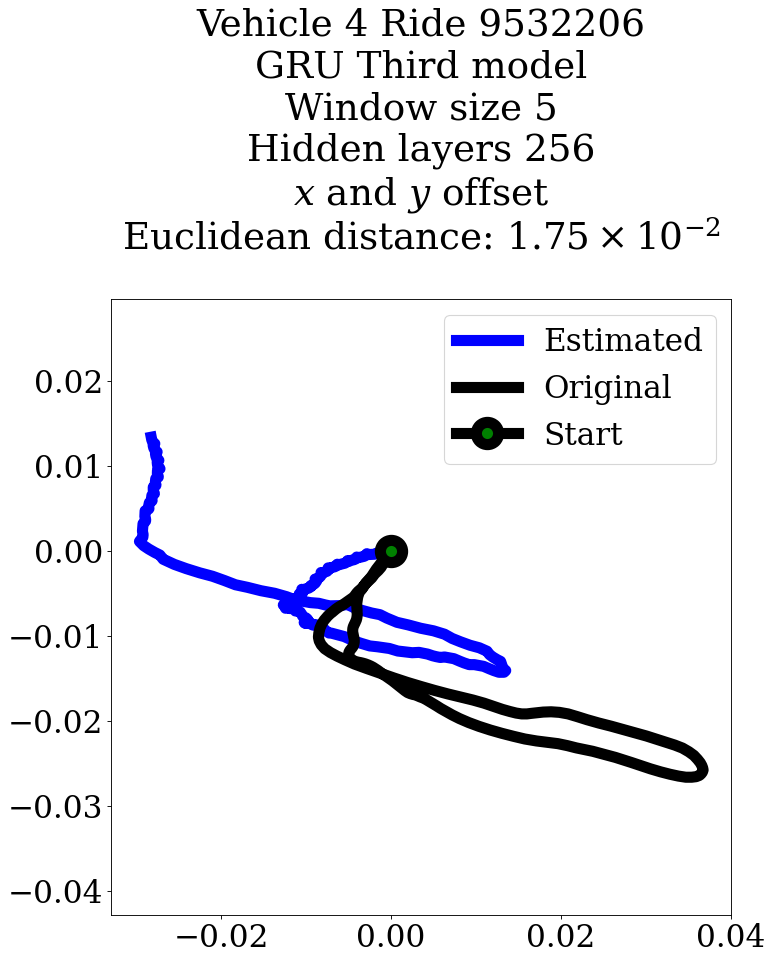 Vehicle 4 Ride 9532206
GRU Third model
Window size 5
Hidden layers 256
x and y offset
Euclidean distance: 1.75 × 10⁻²
Estimated
Original
Start
0.02
0.01
0.00
−0.01
−0.02
−0.03
−0.04
−0.02 0.00 0.02 0.04